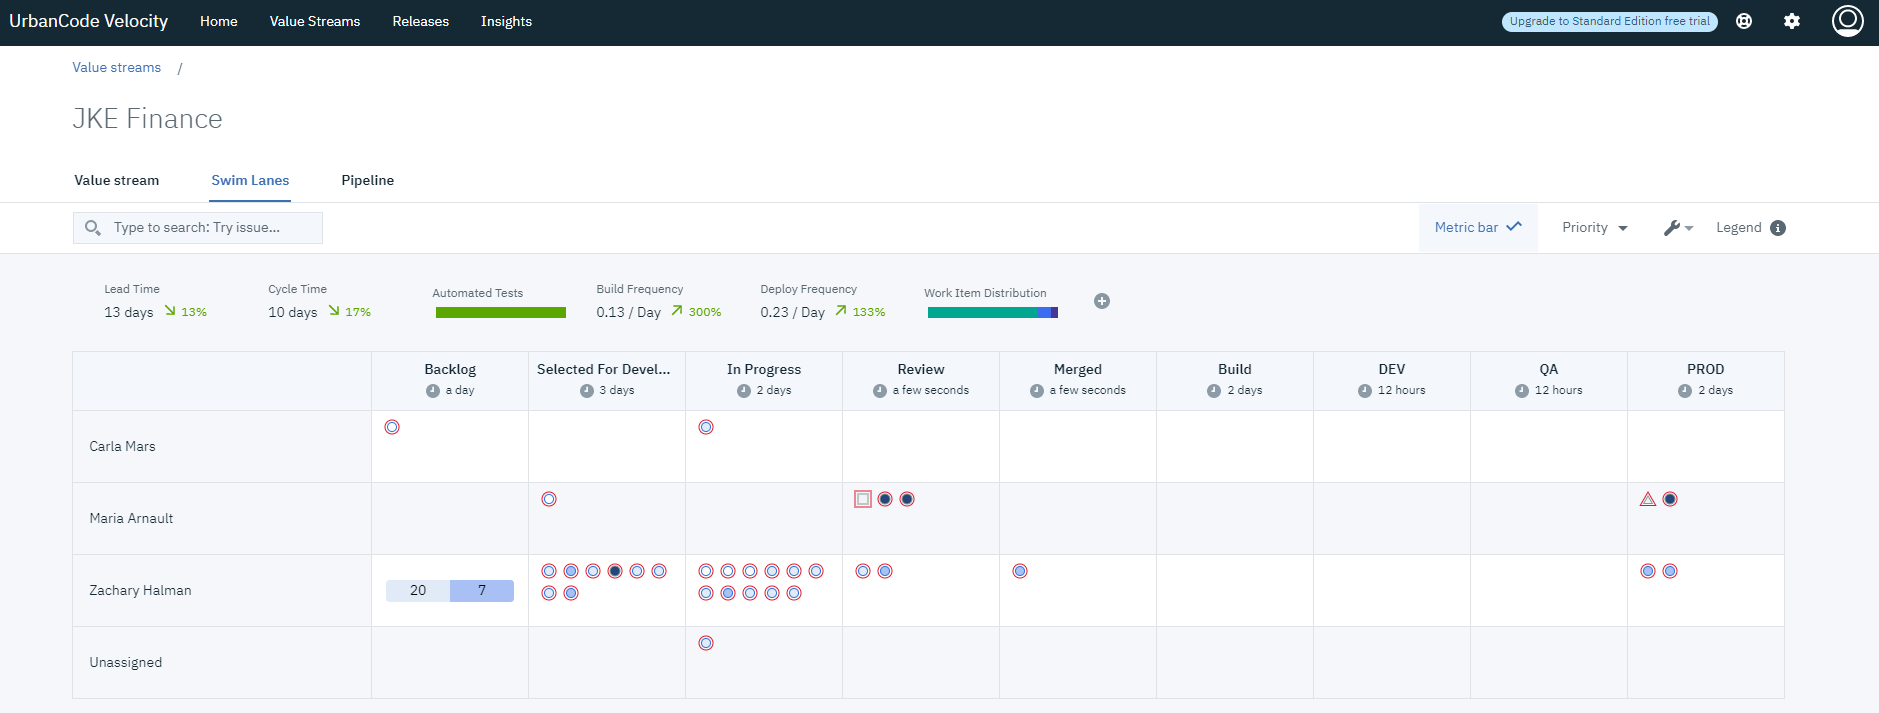 UrbanCode Velocity Home Value Streams Releases Insights Upgrade to Standard Edition free trial
Value streams /
JKE Finance
Value stream Swim Lanes Pipeline
Type to search: Try issue... Metric bar Priority Legend
Lead Time Cycle Time Automated Tests Build Frequency Deploy Frequency Work Item Distribution
13 days 13% 10 days 17% 0.13 / Day 300% 0.23 / Day 133%
Backlog Selected For Devel... In Progress Review Merged Build DEV QA PROD
a day 3 days 2 days a few seconds a few seconds 2 days 12 hours 12 hours 2 days
Carla Mars
Maria Arnault
Zachary Halman 20 7
Unassigned